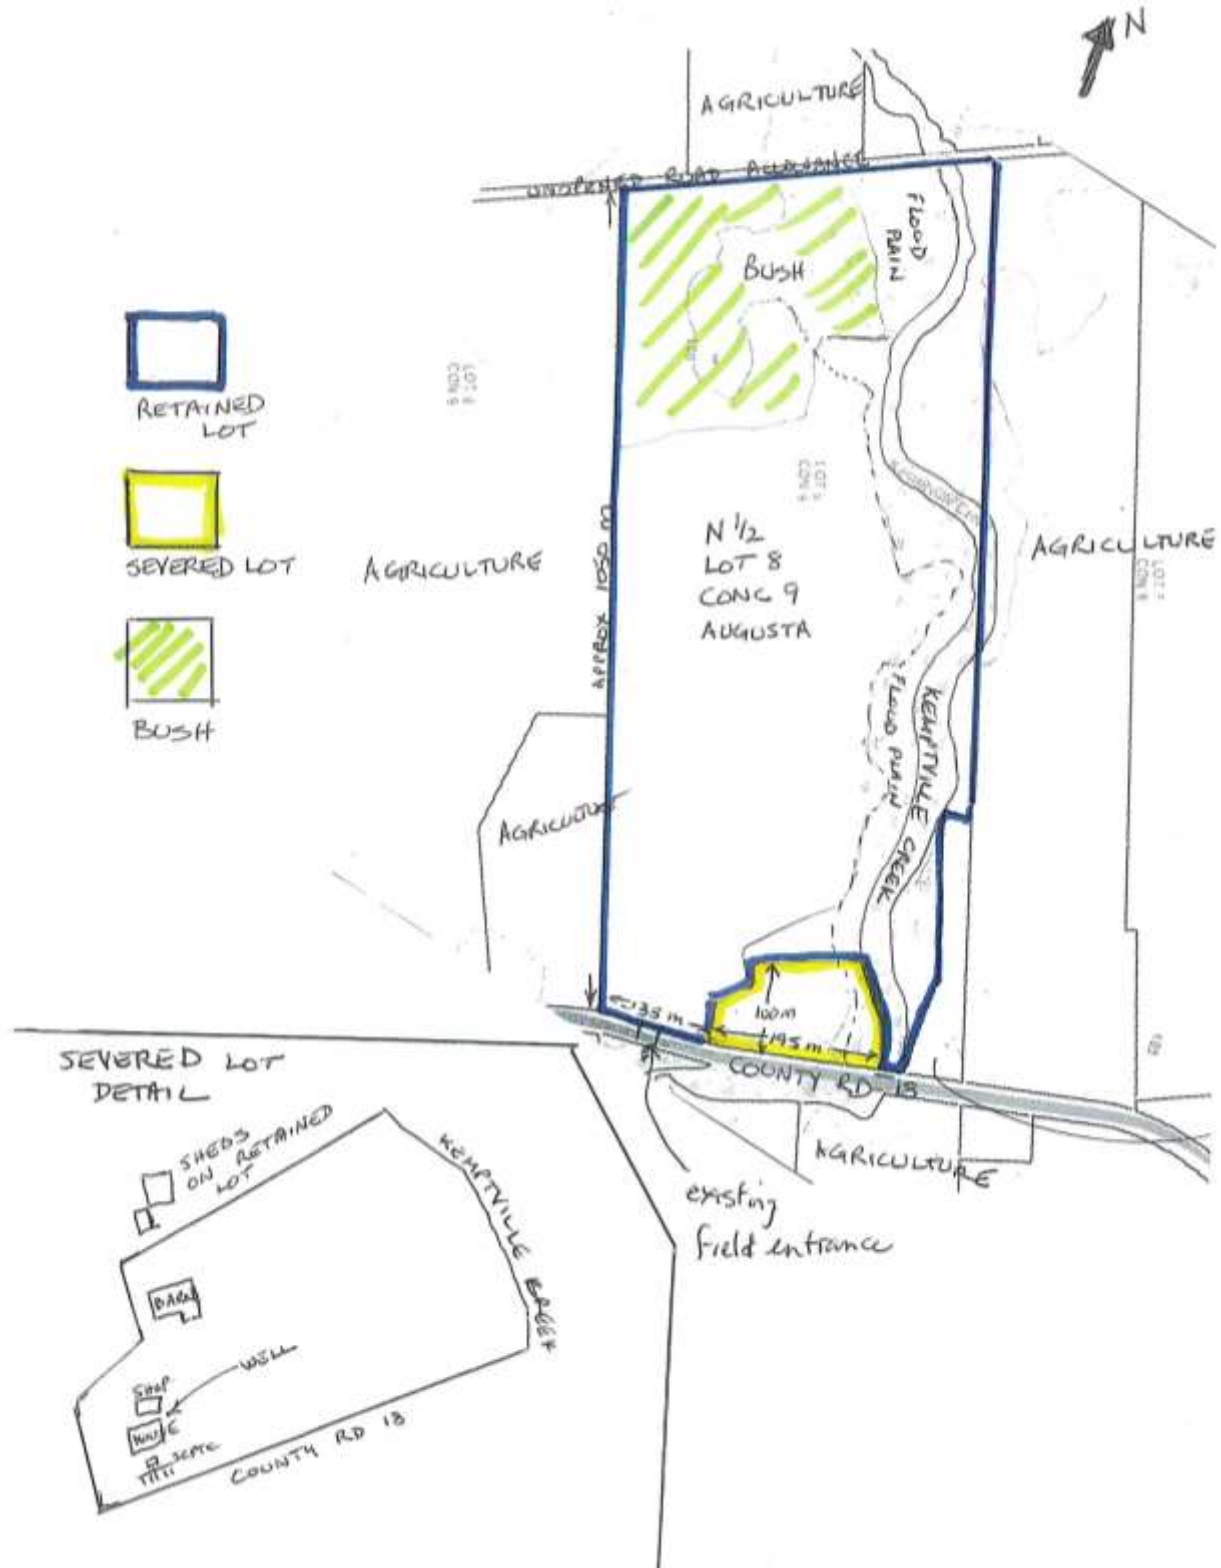 N
AGRICULTURE
UNOPENED ROAD ALLOWANCE
FLOOD
PLAIN
BUSH
RETAINED
LOT
SEVERED LOT
BUSH
AGRICULTURE
APPROX 1050 m
N 1/2
LOT 8
CONC 9
AUGUSTA
AGRICULTURE
KEMPTVILLE CREEK
FLOOD PLAIN
AGRICULTURE
135 m
100m
195 m
COUNTY RD 18
AGRICULTURE
existing
field entrance
SEVERED LOT
DETAIL
SHEDS
ON RETAINED
LOT
KEMPTVILLE CREEK
BARN
WELL
SHOP
HOUSE
SEPTIC
COUNTY RD 18